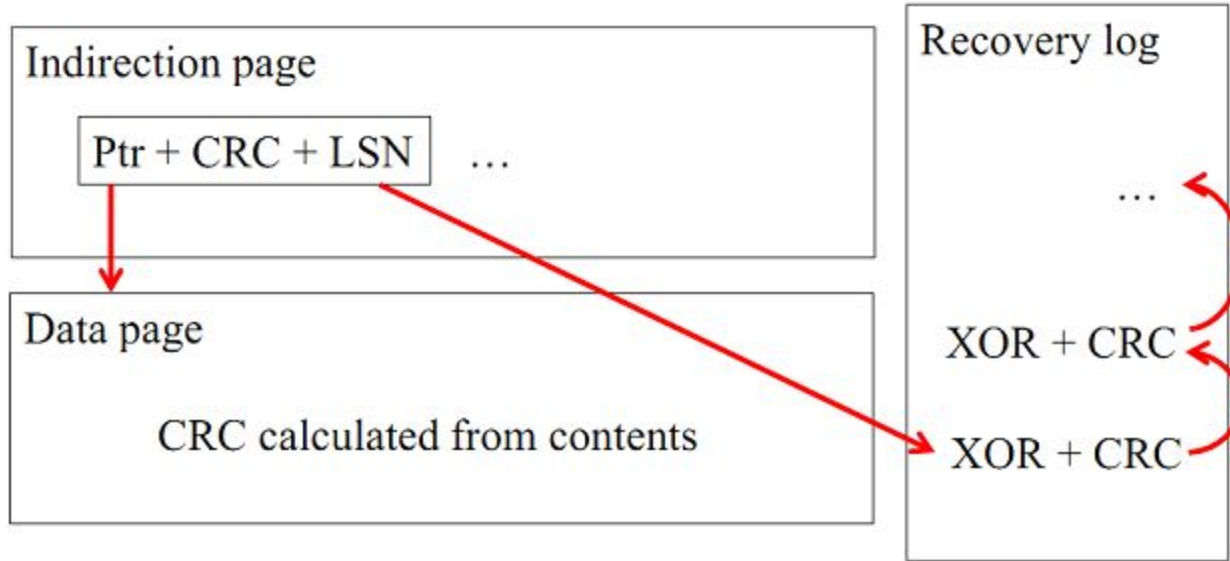 Indirection page
Ptr + CRC + LSN …
Data page
CRC calculated from contents
Recovery log
…
XOR + CRC
XOR + CRC